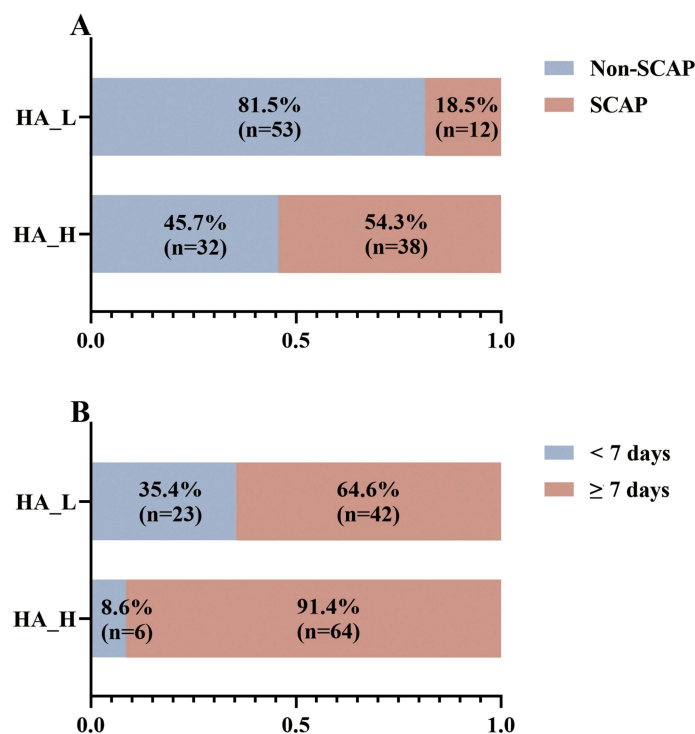 A
Non-SCAP
SCAP
HA_L
81.5%
(n=53)
18.5%
(n=12)
HA_H
45.7%
(n=32)
54.3%
(n=38)
0.0
0.5
1.0
B
< 7 days
≥ 7 days
HA_L
35.4%
(n=23)
64.6%
(n=42)
HA_H
8.6%
(n=6)
91.4%
(n=64)
0.0
0.5
1.0